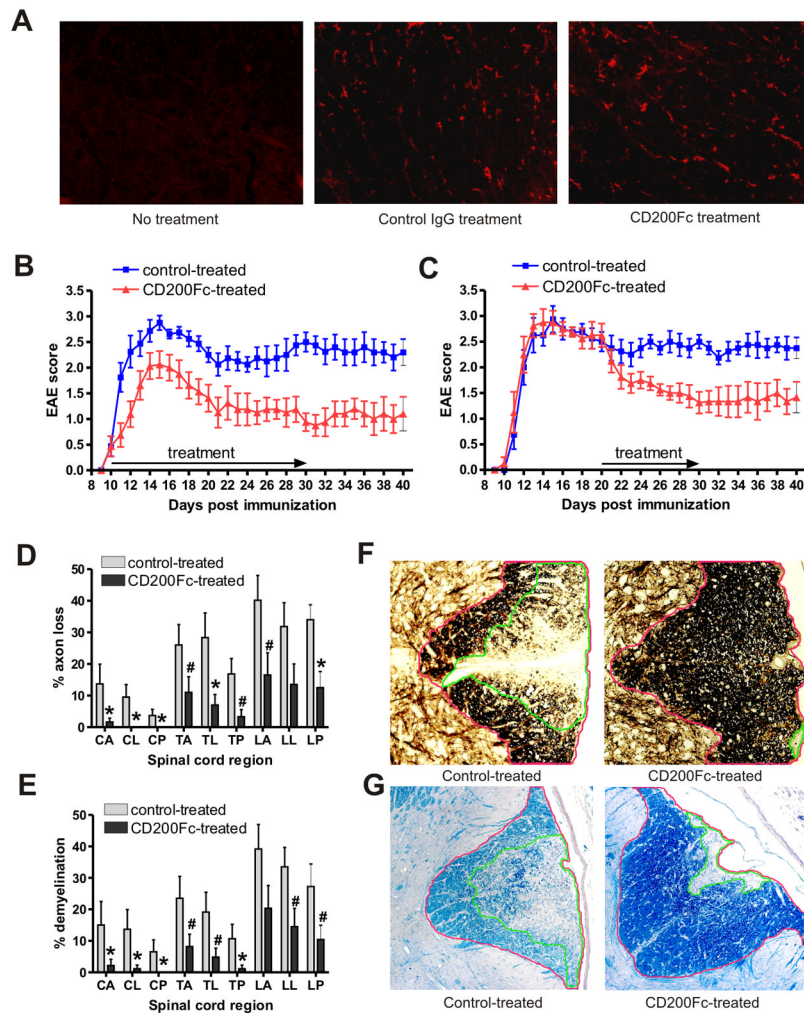 A
No treatment
Control IgG treatment
CD200Fc treatment
B
control-treated
CD200Fc-treated
3.5
3.0
2.5
2.0
1.5
1.0
0.5
0.0
EAE score
treatment
8 10 12 14 16 18 20 22 24 26 28 30 32 34 36 38 40
Days post immunization
C
control-treated
CD200Fc-treated
3.5
3.0
2.5
2.0
1.5
1.0
0.5
0.0
EAE score
treatment
8 10 12 14 16 18 20 22 24 26 28 30 32 34 36 38 40
Days post immunization
D
control-treated
CD200Fc-treated
50
40
30
20
10
0
% axon loss
* * * # * # # *
CA CL CP TA TL TP LA LL LP
Spinal cord region
E
control-treated
CD200Fc-treated
50
40
30
20
10
0
% demyelination
* * * # # * # #
CA CL CP TA TL TP LA LL LP
Spinal cord region
F
Control-treated
CD200Fc-treated
G
Control-treated
CD200Fc-treated